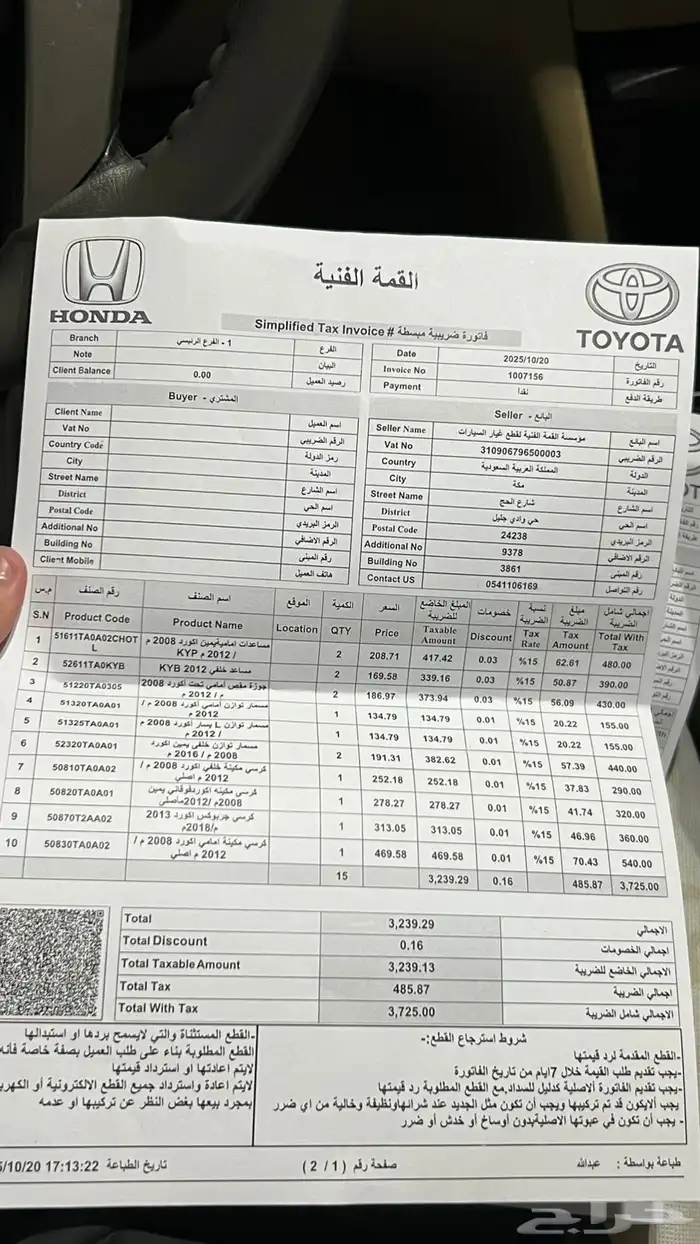 القمة الفنية
HONDA
TOYOTA
Simplified Tax Invoice # فاتورة ضريبية مبسطة
Branch 1 - الفرع الرئيسي الفرع
Note البيان
Client Balance 0.00 رصيد العميل
Date 2025/10/20 التاريخ
Invoice No 1007156 رقم الفاتورة
Payment نقدا طريقة الدفع
Buyer - المشتري
Client Name اسم العميل
Vat No الرقم الضريبي
Country Code رمز الدولة
City المدينة
Street Name اسم الشارع
District اسم الحي
Postal Code الرمز البريدي
Additional No الرقم الاضافي
Building No رقم المبنى
Client Mobile هاتف العميل
Seller - البائع
Seller Name مؤسسة القمة الفنية لقطع غيار السيارات اسم البائع
Vat No 310906796500003 الرقم الضريبي
Country المملكة العربية السعودية الدولة
City مكة المدينة
Street Name شارع الحج اسم الشارع
District حي وادي جليل اسم الحي
Postal Code 24238 الرمز البريدي
Additional No 9378 الرقم الاضافي
Building No 3861 رقم المبنى
Contact US 0541106169 رقم التواصل
م.س رقم الصنف اسم الصنف الموقع الكمية السعر المبلغ الخاضع للضريبة خصومات نسبة الضريبة مبلغ الضريبة اجمالي شامل الضريبة
S.N Product Code Product Name Location QTY Price Taxable Amount Discount Tax Rate Tax Amount Total With Tax
1 51611TA0A02CHOTL مساعدات اماميةيمين اكورد 2008 م / 2012 م KYP 2 208.71 417.42 0.03 %15 62.61 480.00
2 52611TA0KYB مساعد خلفي KYB 2012 2 169.58 339.16 0.03 %15 50.87 390.00
3 51220TA0305 جوزة مقص أمامي تحت أكورد 2008 م / 2012 م 2 186.97 373.94 0.03 %15 56.09 430.00
4 51320TA0A01 مسمار توازن أمامي اكورد 2008 م / 2012 م 1 134.79 134.79 0.01 %15 20.22 155.00
5 51325TA0A01 مسمار توازن L يسار اكورد 2008 م / 2012 م 1 134.79 134.79 0.01 %15 20.22 155.00
6 52320TA0A01 مسمار توازن خلفي يمين اكورد 2008 م / 2016 م 2 191.31 382.62 0.01 %15 57.39 440.00
7 50810TA0A02 كرسي مكينة خلفي اكورد 2008 م / 2012 م اصلي 1 252.18 252.18 0.01 %15 37.83 290.00
8 50820TA0A01 كرسي مكينه اكوردفوقاني يمين 2008م /2012ماصلي 1 278.27 278.27 0.01 %15 41.74 320.00
9 50870T2AA02 كرسي جربوكس اكورد 2013 م/2018م 1 313.05 313.05 0.01 %15 46.96 360.00
10 50830TA0A02 كرسي مكينة امامي اكورد 2008 م / 2012 م اصلي 1 469.58 469.58 0.01 %15 70.43 540.00
15 3,239.29 0.16 485.87 3,725.00
Total 3,239.29 الاجمالي
Total Discount 0.16 اجمالي الخصومات
Total Taxable Amount 3,239.13 الاجمالي الخاضع للضريبة
Total Tax 485.87 اجمالي الضريبة
Total With Tax 3,725.00 الاجمالي شامل الضريبة
شروط استرجاع القطع:-
-القطع المقدمة لرد قيمتها
-يجب تقديم طلب القيمة خلال 7ايام من تاريخ الفاتورة
-يجب تقديم الفاتورة الأصلية كدليل للسداد.مع القطع المطلوبة رد قيمتها
يجب ألايكون قد تم تركيبها ويجب أن تكون مثل الجديد عند شرائهاونظيفة وخالية من اي ضرر
- يجب أن تكون في عبوتها الاصليةبدون أوساخ أو خدش أو ضرر
-القطع المستثناة والتي لايسمح بردها او استبدالها
القطع المطلوبة بناء على طلب العميل بصفة خاصة فأنه
لايتم اعادتها او استرداد قيمتها
لايتم اعادة واسترداد جميع القطع الالكترونية أو الكهر
بمجرد بيعها بغض النظر عن تركيبها او عدمه
طباعة بواسطة : عبدالله
صفحة رقم ( 1 / 2 )
تاريخ الطباعة 5/10/20 17:13:22
حراج